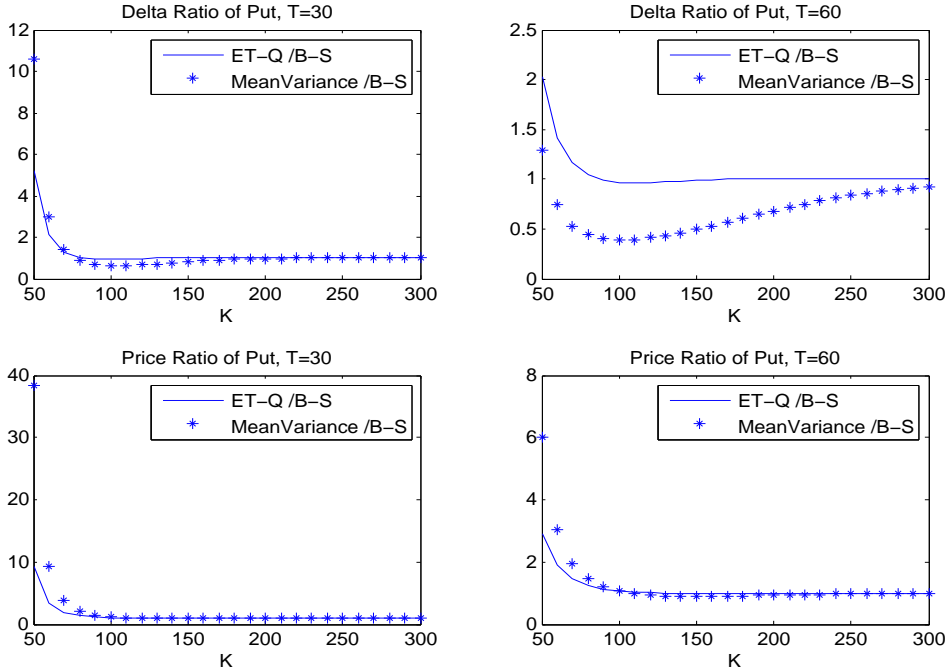 Delta Ratio of Put, T=30
12
10
8
6
4
2
0
50 100 150 200 250 300
K
ET−Q /B−S
MeanVariance /B−S
Delta Ratio of Put, T=60
2.5
2
1.5
1
0.5
0
50 100 150 200 250 300
K
ET−Q /B−S
MeanVariance /B−S
Price Ratio of Put, T=30
40
30
20
10
0
50 100 150 200 250 300
K
ET−Q /B−S
MeanVariance /B−S
Price Ratio of Put, T=60
8
6
4
2
0
50 100 150 200 250 300
K
ET−Q /B−S
MeanVariance /B−S